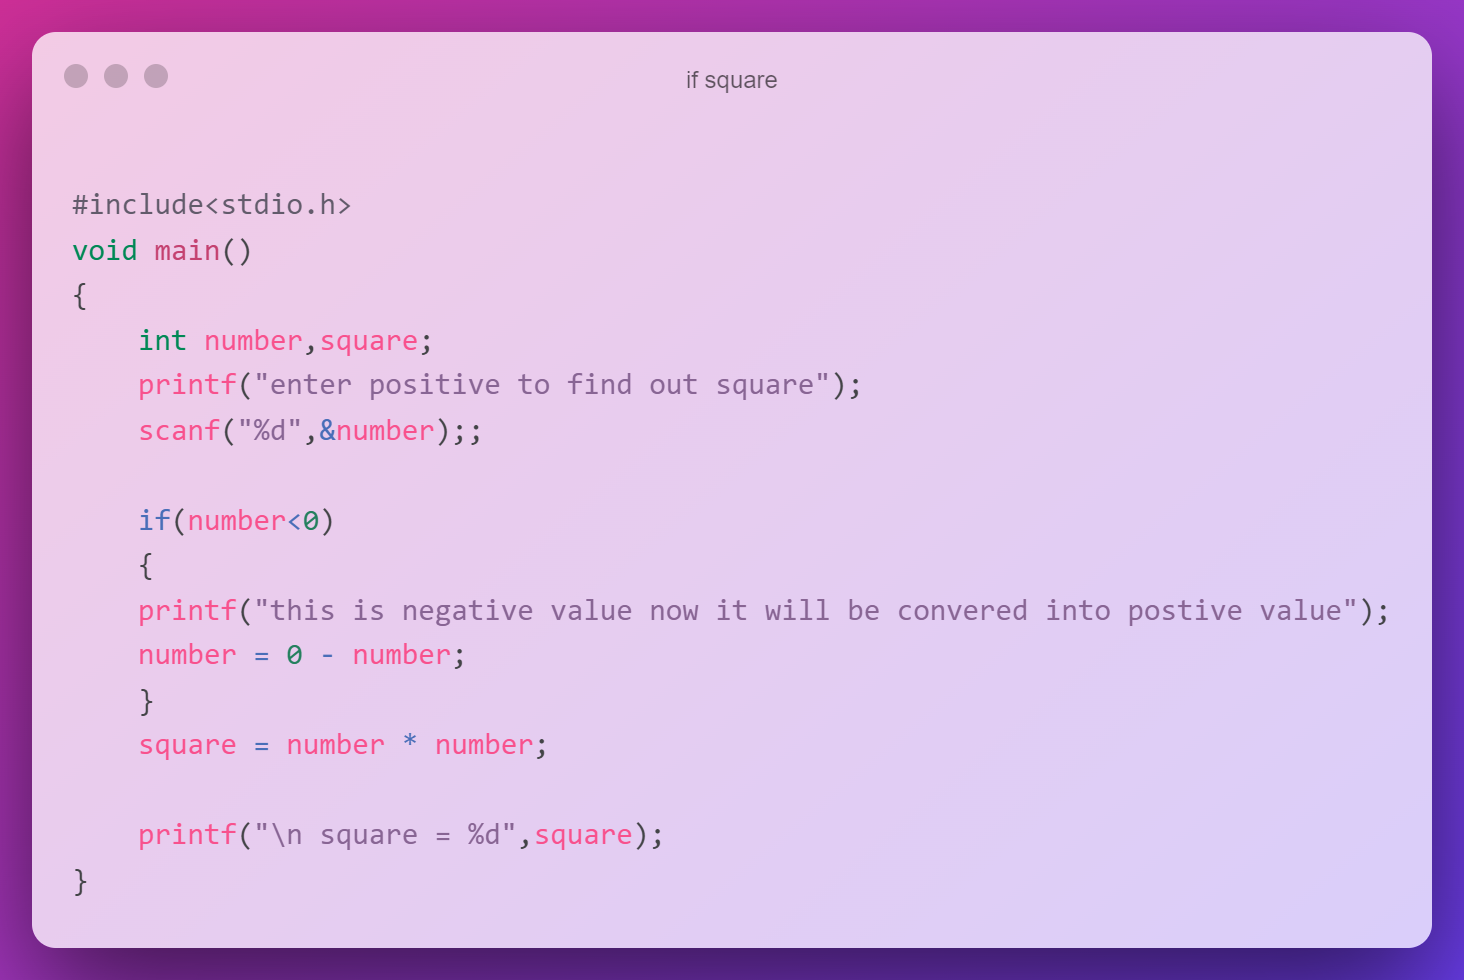 if square
#include<stdio.h>
void main()
{
    int number,square;
    printf("enter positive to find out square");
    scanf("%d",&number);;
    if(number<0)
    {
    printf("this is negative value now it will be convered into postive value");
    number = 0 - number;
    }
    square = number * number;
    printf("\n square = %d",square);
}